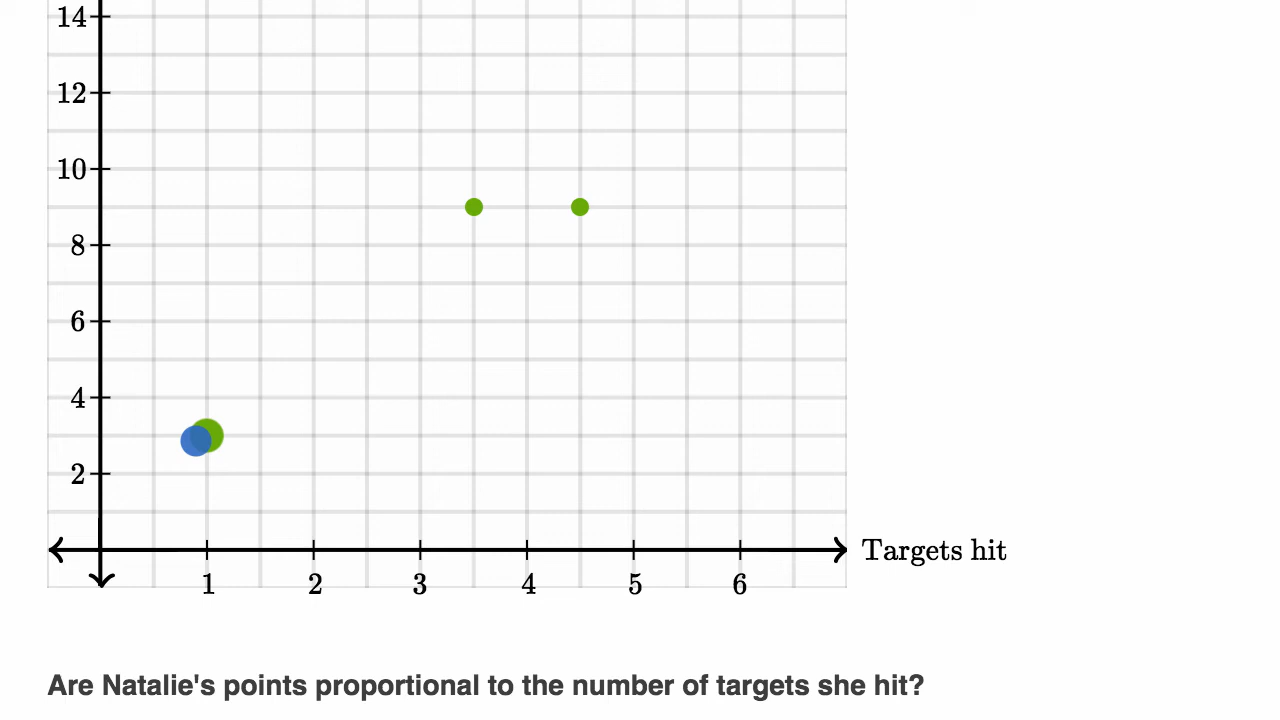 14
12
10
8
6
4
2
Targets hit
1 2 3 4 5 6
Are Natalie's points proportional to the number of targets she hit?